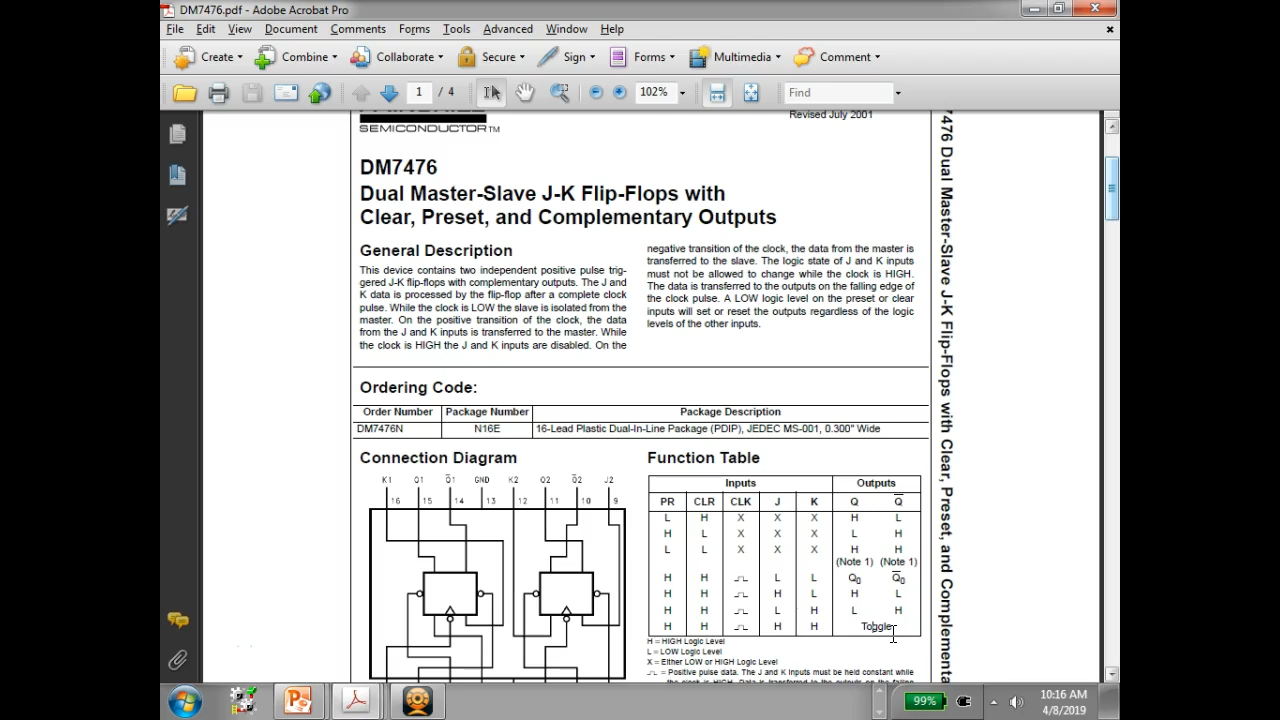 DM7476.pdf - Adobe Acrobat Pro
File Edit View Document Comments Forms Tools Advanced Window Help
Create Combine Collaborate Secure Sign Forms Multimedia Comment
1 / 4 102% Find
SEMICONDUCTOR™
Revised July 2001
DM7476
Dual Master-Slave J-K Flip-Flops with
Clear, Preset, and Complementary Outputs
General Description
This device contains two independent positive pulse trig-
gered J-K flip-flops with complementary outputs. The J and
K data is processed by the flip-flop after a complete clock
pulse. While the clock is LOW the slave is isolated from the
master. On the positive transition of the clock, the data
from the J and K inputs is transferred to the master. While
the clock is HIGH the J and K inputs are disabled. On the
negative transition of the clock, the data from the master is
transferred to the slave. The logic state of J and K inputs
must not be allowed to change while the clock is HIGH.
The data is transferred to the outputs on the falling edge of
the clock pulse. A LOW logic level on the preset or clear
inputs will set or reset the outputs regardless of the logic
levels of the other inputs.
Ordering Code:
Order Number Package Number Package Description
DM7476N N16E 16-Lead Plastic Dual-In-Line Package (PDIP), JEDEC MS-001, 0.300" Wide
Connection Diagram
K1 Q1 Q̅1 GND K2 Q2 Q̅2 J2
16 15 14 13 12 11 10 9
Function Table
Inputs Outputs
PR CLR CLK J K Q Q̅
L H X X X H L
H L X X X L H
L L X X X H H
(Note 1) (Note 1)
H H ⎍ L L Q₀ Q̅₀
H H ⎍ H L H L
H H ⎍ L H L H
H H ⎍ H H Toggle
H = HIGH Logic Level
L = LOW Logic Level
X = Either LOW or HIGH Logic Level
⎍ = Positive pulse data. The J and K inputs must be held constant while
the clock is HIGH. Data is transferred to the outputs on the falling
7476 Dual Master-Slave J-K Flip-Flops with Clear, Preset, and Complementa
99%
10:16 AM
4/8/2019